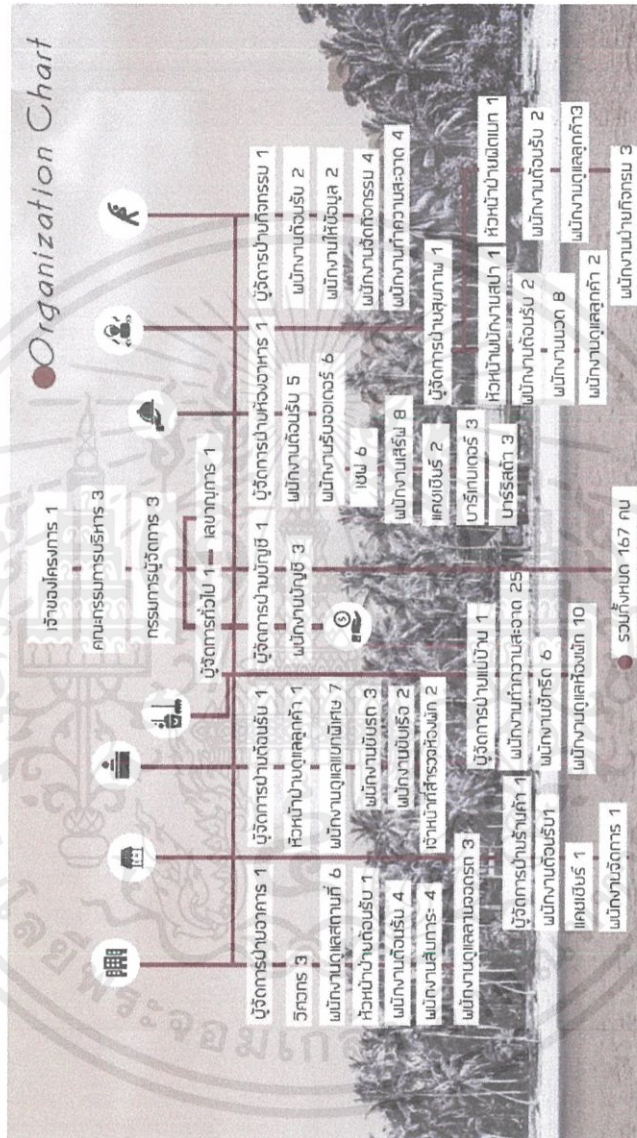 Organization Chart
เจ้าของโครงการ 1
คณะกรรมการบริหาร 3
กรรมการผู้จัดการ 3
ผู้จัดการทั่วไป 1
เลขานุการ 1
ผู้จัดการฝ่ายอาคาร 1
วิศวกร 3
พนักงานดูแลสถานที่ 6
หัวหน้าฝ่ายต้อนรับ 1
พนักงานต้อนรับ 4
พนักงานสัมภาระ 4
พนักงานดูแลลานจอดรถ 3
ผู้จัดการฝ่ายร้านค้า 1
พนักงานต้อนรับ1
แคชเชียร์ 1
พนักงานจัดการ 1
ผู้จัดการฝ่ายต้อนรับ 1
หัวหน้าฝ่ายดูแลลูกค้า 1
พนักงานดูแลแขกพิเศษ 7
พนักงานขับรถ 3
พนักงานขับเรือ 2
เจ้าหน้าที่สำรวจห้องพัก 2
ผู้จัดการฝ่ายแม่บ้าน 1
พนักงานทำความสะอาด 25
พนักงานซักรีด 6
พนักงานดูแลห้องพัก 10
ผู้จัดการฝ่ายบัญชี 1
พนักงานบัญชี 3
ผู้จัดการฝ่ายห้องอาหาร 1
พนักงานต้อนรับ 5
พนักงานรับออเดอร์ 6
เชฟ 6
พนักงานเสิร์ฟ 8
แคชเชียร์ 2
บาร์เทนเดอร์ 3
บาร์ริสต้า 3
ผู้จัดการฝ่ายสุขภาพ 1
หัวหน้าพนักงานสปา 1
พนักงานต้อนรับ 2
พนักงานนวด 8
พนักงานดูแลลูกค้า 2
หัวหน้าฝ่ายฟิตเนท 1
พนักงานต้อนรับ 2
พนักงานดูแลลูกค้า3
ผู้จัดการฝ่ายกิจกรรม 1
พนักงานต้อนรับ 2
พนักงานให้ข้อมูล 2
พนักงานจัดกิจกรรม 4
พนักงานทำความสะอาด 4
พนักงานฝ่ายกิจกรม 3
รวมทั้งหมด 167 คน